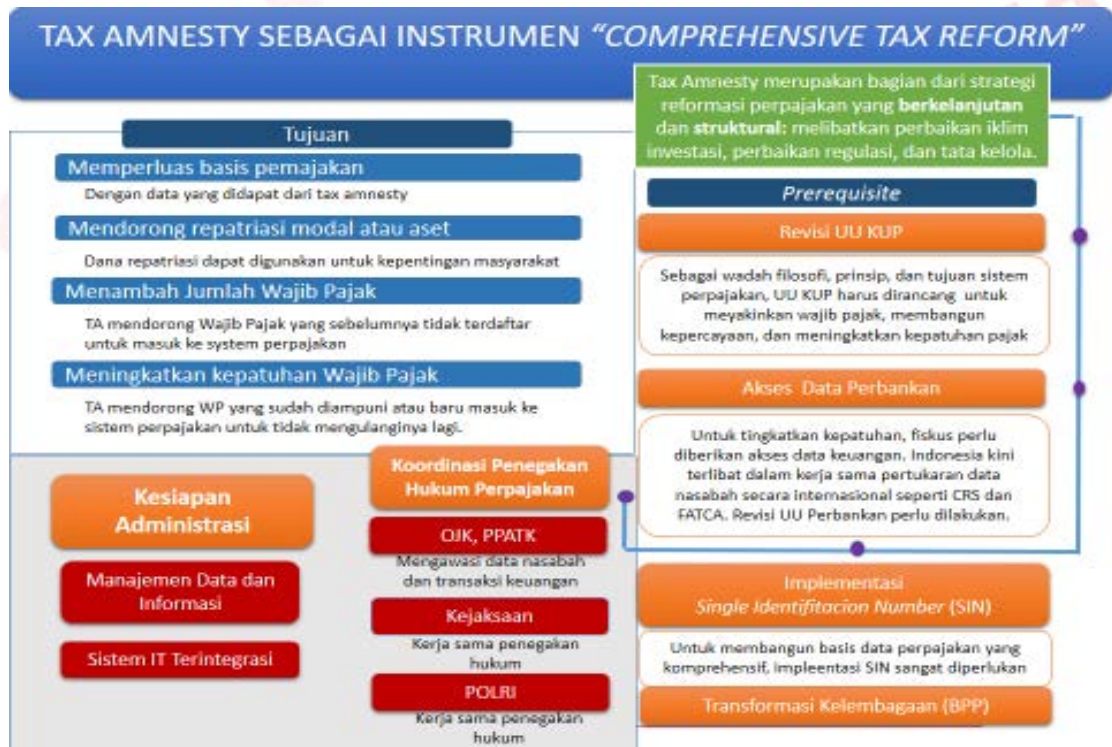 TAX AMNESTY SEBAGAI INSTRUMEN “COMPREHENSIVE TAX REFORM”
Tujuan
Memperluas basis pemajakan
Dengan data yang didapat dari tax amnesty
Mendorong repatriasi modal atau aset
Dana repatriasi dapat digunakan untuk kepentingan masyarakat
Menambah Jumlah Wajib Pajak
TA mendorong Wajib Pajak yang sebelumnya tidak terdaftar
untuk masuk ke system perpajakan
Meningkatkan kepatuhan Wajib Pajak
TA mendorong WP yang sudah diampuni atau baru masuk ke
sistem perpajakan untuk tidak mengulanginya lagi.
Kesiapan
Administrasi
Manajemen Data dan
Informasi
Sistem IT Terintegrasi
Koordinasi Penegakan
Hukum Perpajakan
OJK, PPATK
Mengawasi data nasabah
dan transaksi keuangan
Kejaksaan
Kerja sama penegakan
hukum
POLRI
Kerja sama penegakan
hukum
Tax Amnesty merupakan bagian dari strategi
reformasi perpajakan yang berkelanjutan
dan struktural: melibatkan perbaikan iklim
investasi, perbaikan regulasi, dan tata kelola.
Prerequisite
Revisi UU KUP
Sebagai wadah filosofi, prinsip, dan tujuan sistem
perpajakan, UU KUP harus dirancang untuk
meyakinkan wajib pajak, membangun
kepercayaan, dan meningkatkan kepatuhan pajak
Akses Data Perbankan
Untuk tingkatkan kepatuhan, fiskus perlu
diberikan akses data keuangan. Indonesia kini
terlibat dalam kerja sama pertukaran data
nasabah secara internasional seperti CRS dan
FATCA. Revisi UU Perbankan perlu dilakukan.
Implementasi
Single Identifitacion Number (SIN)
Untuk membangun basis data perpajakan yang
komprehensif, impleentasi SIN sangat diperlukan
Transformasi Kelembagaan (BPP)